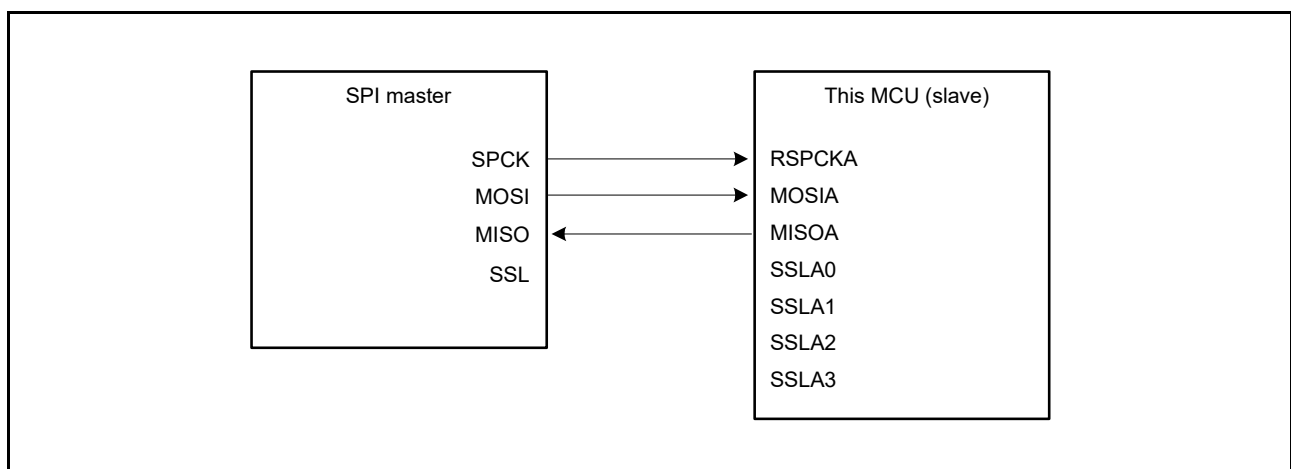 SPI master
SPCK
MOSI
MISO
SSL
This MCU (slave)
RSPCKA
MOSIA
MISOA
SSLA0
SSLA1
SSLA2
SSLA3